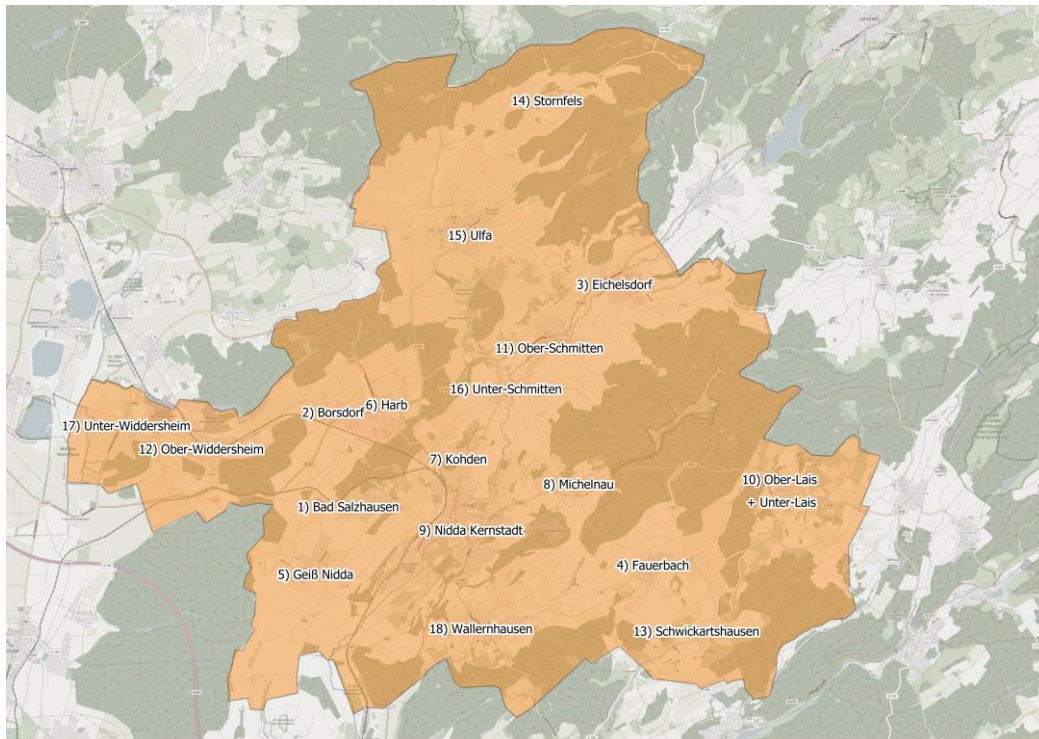 14) Stornfels
15) Ulfa
3) Eichelsdorf
11) Ober-Schmitten
16) Unter-Schmitten
6) Harb
2) Borsdorf
17) Unter-Widdersheim
12) Ober-Widdersheim
7) Kohden
10) Ober-Lais
+ Unter-Lais
8) Michelnau
1) Bad Salzhausen
9) Nidda Kernstadt
4) Fauerbach
5) Geiß Nidda
18) Wallernhausen
13) Schwickartshausen